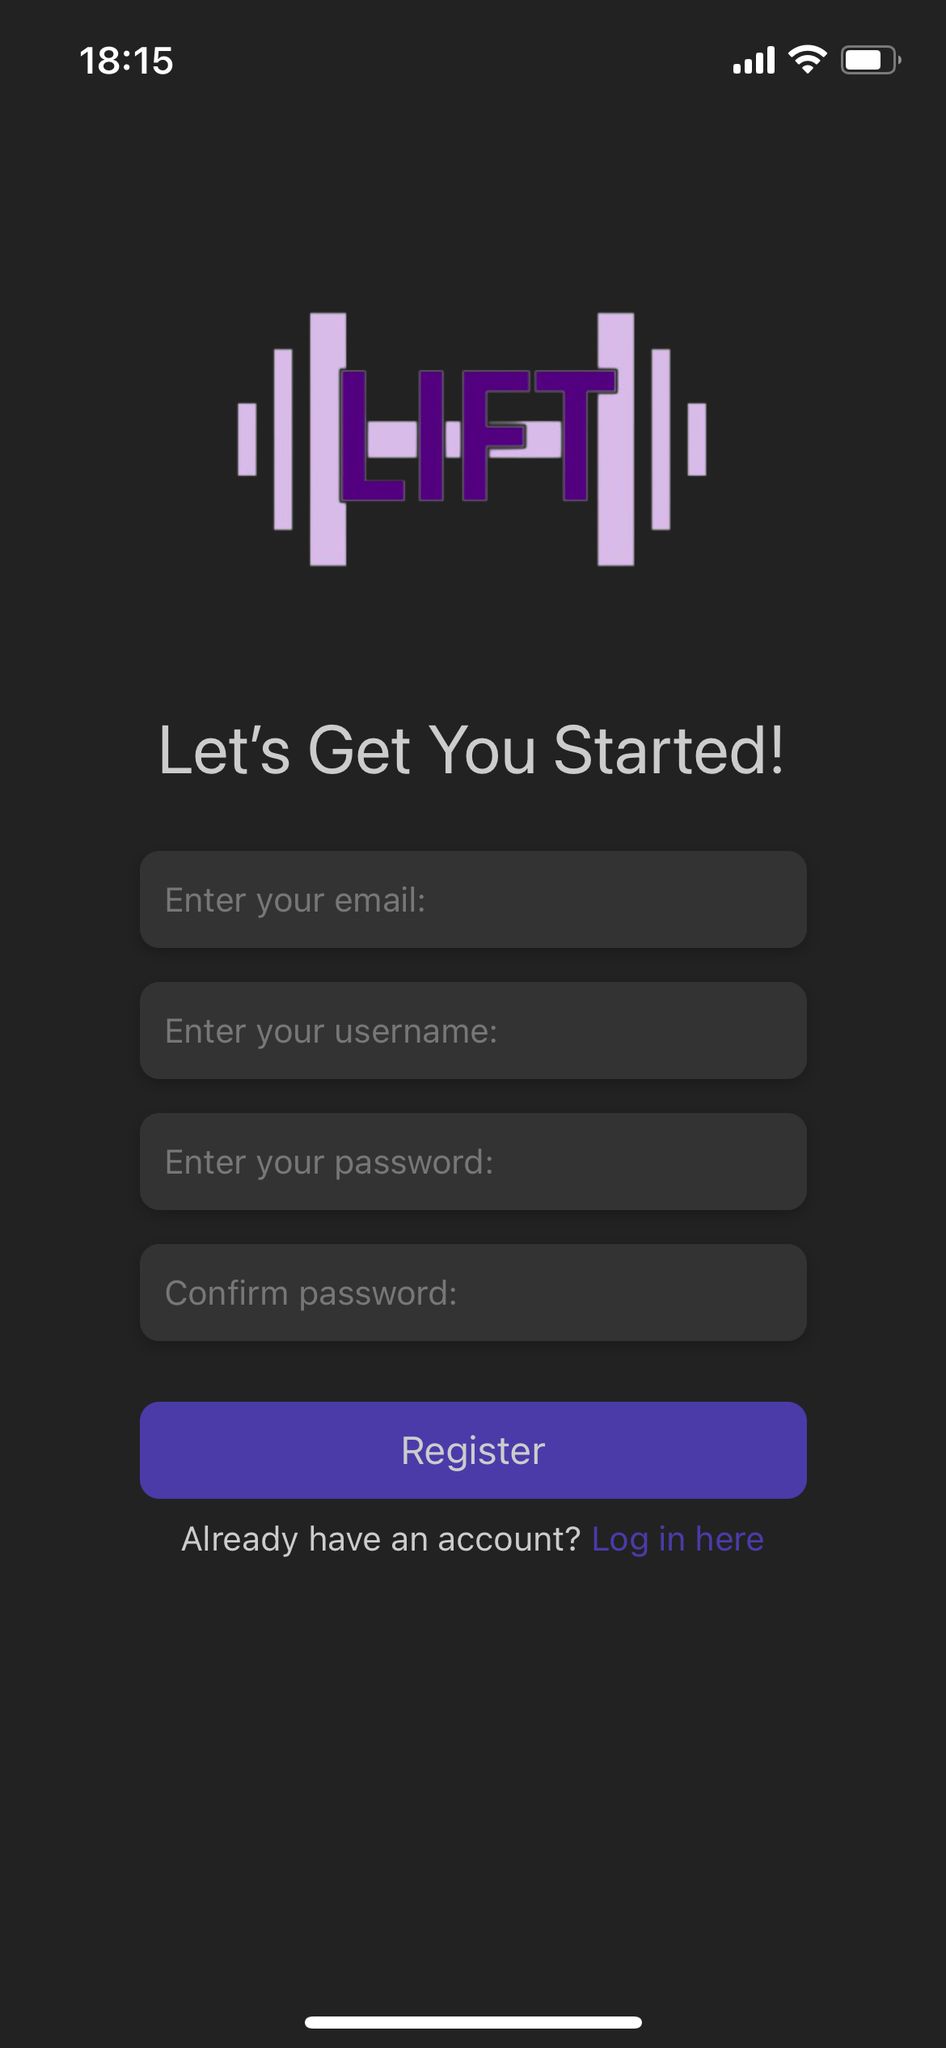 18:15
LIFT
Let’s Get You Started!
Enter your email:
Enter your username:
Enter your password:
Confirm password:
Register
Already have an account? Log in here